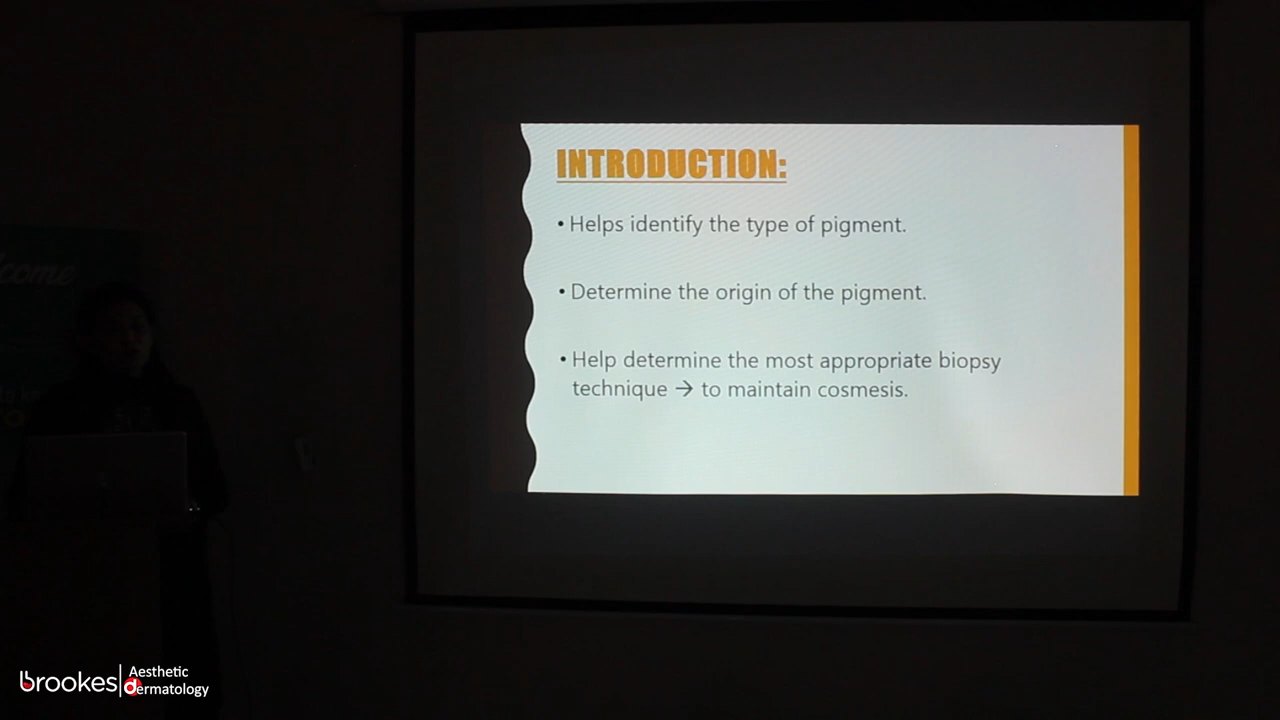 INTRODUCTION:
• Helps identify the type of pigment.
• Determine the origin of the pigment.
• Help determine the most appropriate biopsy
technique → to maintain cosmesis.
brookes
Aesthetic
dermatology